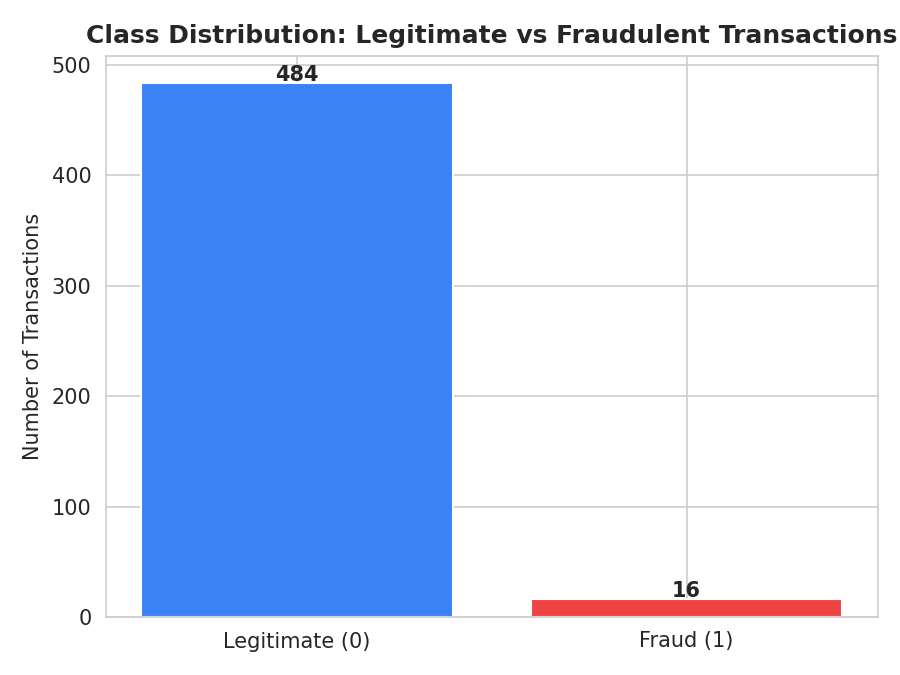 Class Distribution: Legitimate vs Fraudulent Transactions
Number of Transactions
500
400
300
200
100
0
484
16
Legitimate (0)
Fraud (1)